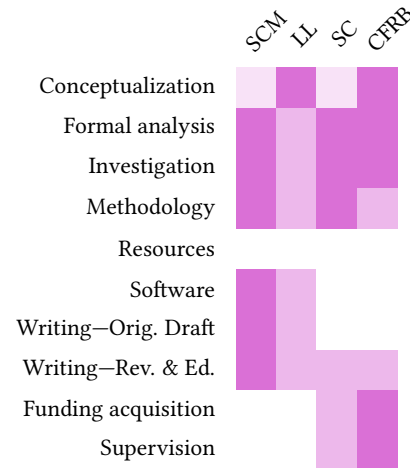 SCM LL SC CFRB
Conceptualization
Formal analysis
Investigation
Methodology
Resources
Software
Writing—Orig. Draft
Writing—Rev. & Ed.
Funding acquisition
Supervision